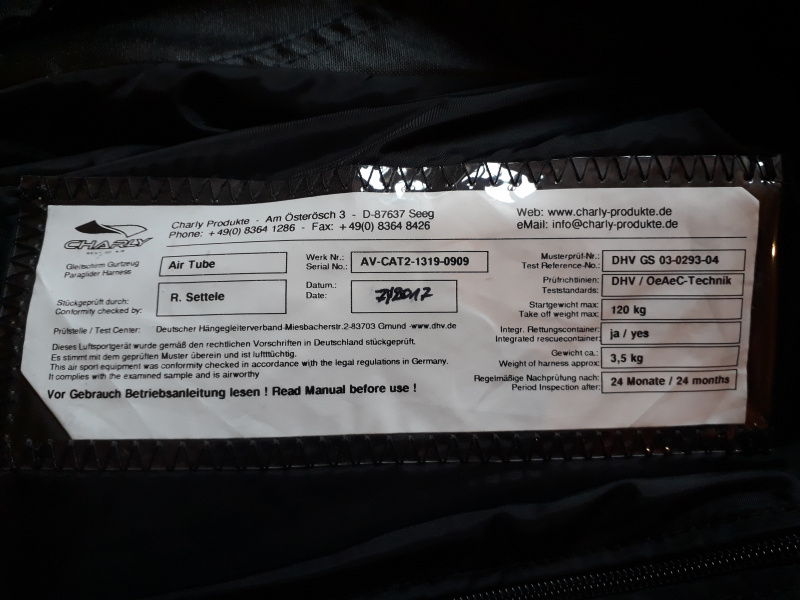 CHARLY
Charly Produkte - Am Österösch 3 - D-87637 Seeg
Phone: +49(0) 8364 1286 - Fax: +49(0) 8364 8426
Web: www.charly-produkte.de
eMail: info@charly-produkte.de
Gleitschirm Gurtzeug
Paraglider Harness
Air Tube
Werk Nr.:
Serial No.:
AV-CAT2-1319-0909
Musterprüf-Nr.:
Test Reference-No.:
DHV GS 03-0293-04
Stückgeprüft durch:
Conformity checked by:
R. Settele
Datum.:
Date:
Prüfrichtlinien:
Teststandards:
DHV / OeAeC-Technik
Startgewicht max:
Take off weight max:
120 kg
Prüfstelle / Test Center: Deutscher Hängegleiterverband-Miesbacherstr.2-83703 Gmund -www.dhv.de
Integr. Rettungscontainer:
Integrated rescuecontainer:
ja / yes
Dieses Luftsportgerät wurde gemäß den rechtlichen Vorschriften in Deutschland stückgeprüft.
Es stimmt mit dem geprüften Muster überein und ist lufttüchtig.
This air sport equipment was conformity checked in accordance with the legal regulations in Germany.
It complies with the examined sample and is airworthy
Gewicht ca.:
Weight of harness approx:
3,5 kg
Regelmäßige Nachprüfung nach:
Period Inspection after:
24 Monate / 24 months
Vor Gebrauch Betriebsanleitung lesen ! Read Manual before use !